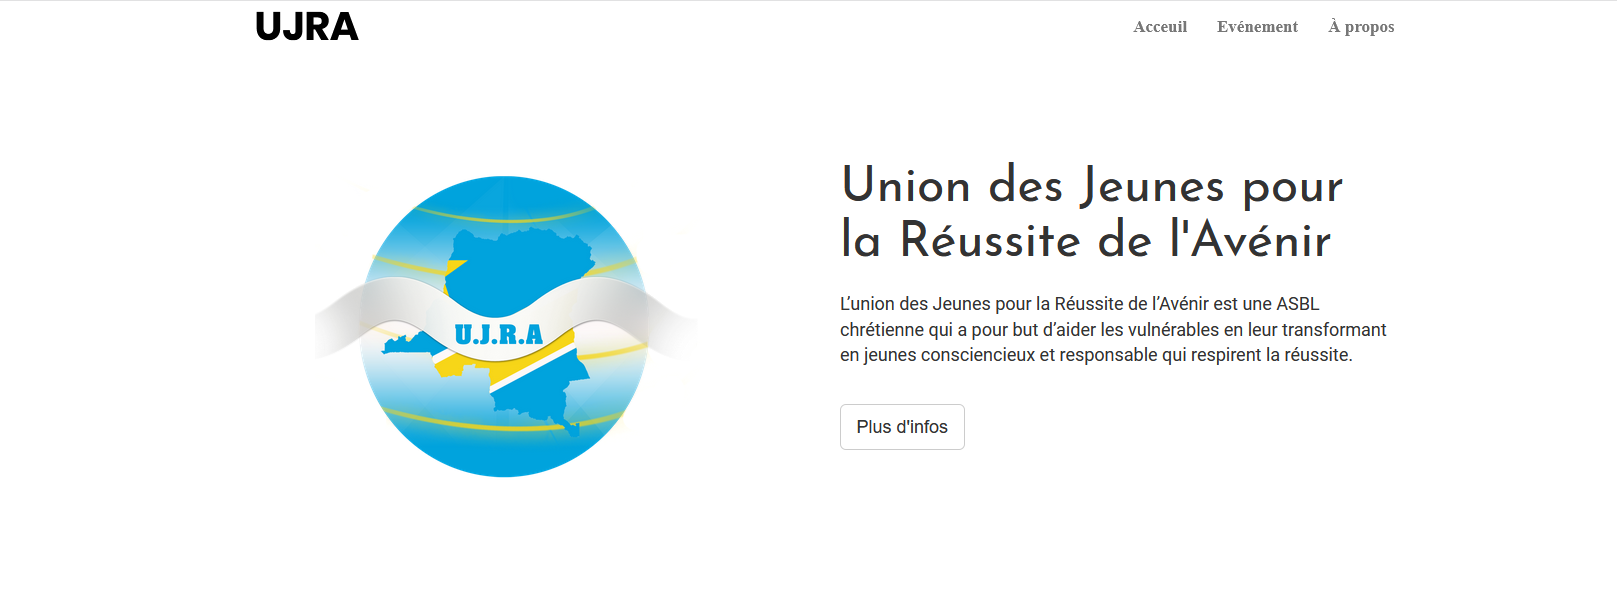 UJRA
Acceuil Evénement À propos
Union des Jeunes pour
la Réussite de l'Avénir
L’union des Jeunes pour la Réussite de l’Avénir est une ASBL
chrétienne qui a pour but d’aider les vulnérables en leur transformant
en jeunes consciencieux et responsable qui respirent la réussite.
U.J.R.A
Plus d'infos